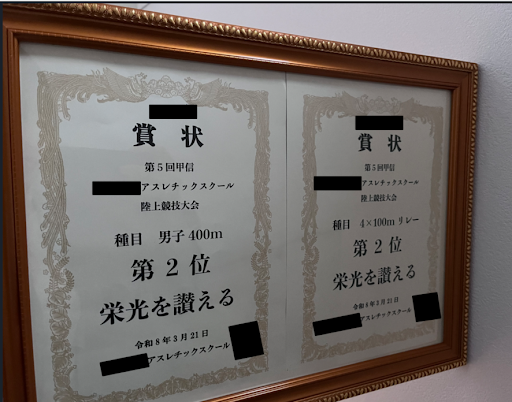 賞状
第5回甲信
アスレチックスクール
陸上競技大会
種目 男子400m
第2位
栄光を讃える
令和8年3月21日
アスレチックスクール
賞状
第5回甲信
アスレチックスクール
陸上競技大会
種目 4×100mリレー
第2位
栄光を讃える
令和8年3月21日
アスレチックスクール